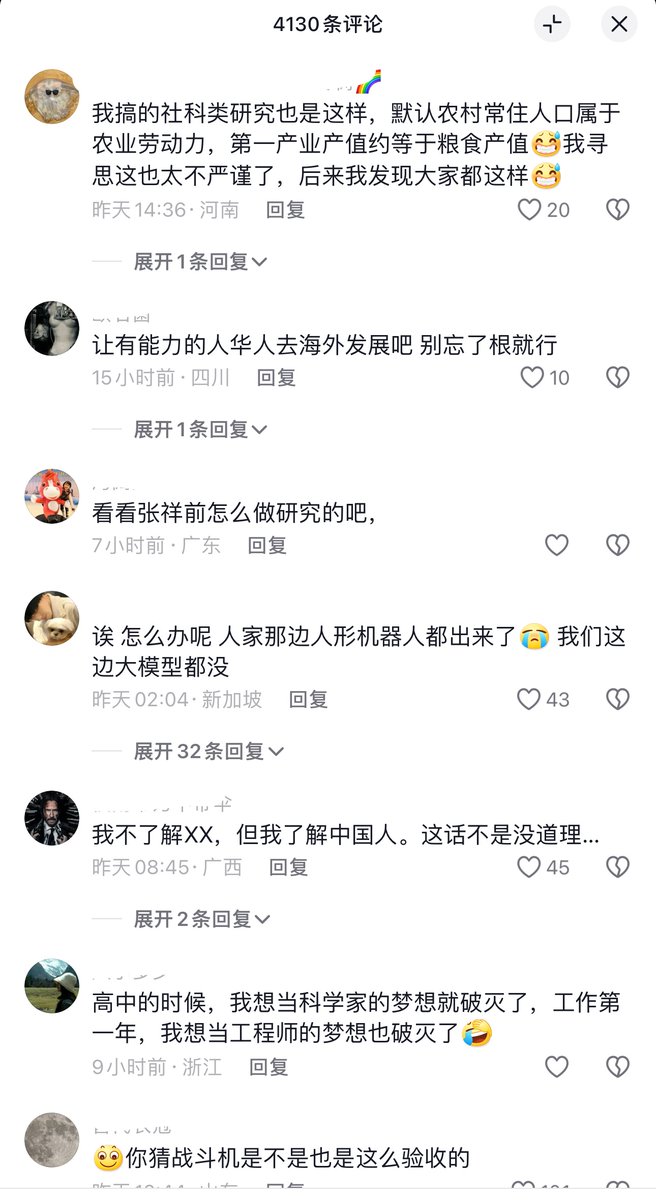 4130条评论
我搞的社科类研究也是这样，默认农村常住人口属于
农业劳动力，第一产业产值约等于粮食产值😅我寻
思这也太不严谨了，后来我发现大家都这样😅
昨天14:36·河南 回复 20
展开1条回复
让有能力的人华人去海外发展吧 别忘了根就行
15小时前·四川 回复 10
展开1条回复
看看张祥前怎么做研究的吧，
7小时前·广东 回复
诶 怎么办呢 人家那边人形机器人都出来了😭 我们这
边大模型都没
昨天02:04·新加坡 回复 43
展开32条回复
我不了解XX，但我了解中国人。这话不是没道理...
昨天08:45·广西 回复 45
展开2条回复
高中的时候，我想当科学家的梦想就破灭了，工作第
一年，我想当工程师的梦想也破灭了🤣
9小时前·浙江 回复
你猜战斗机是不是也是这么验收的